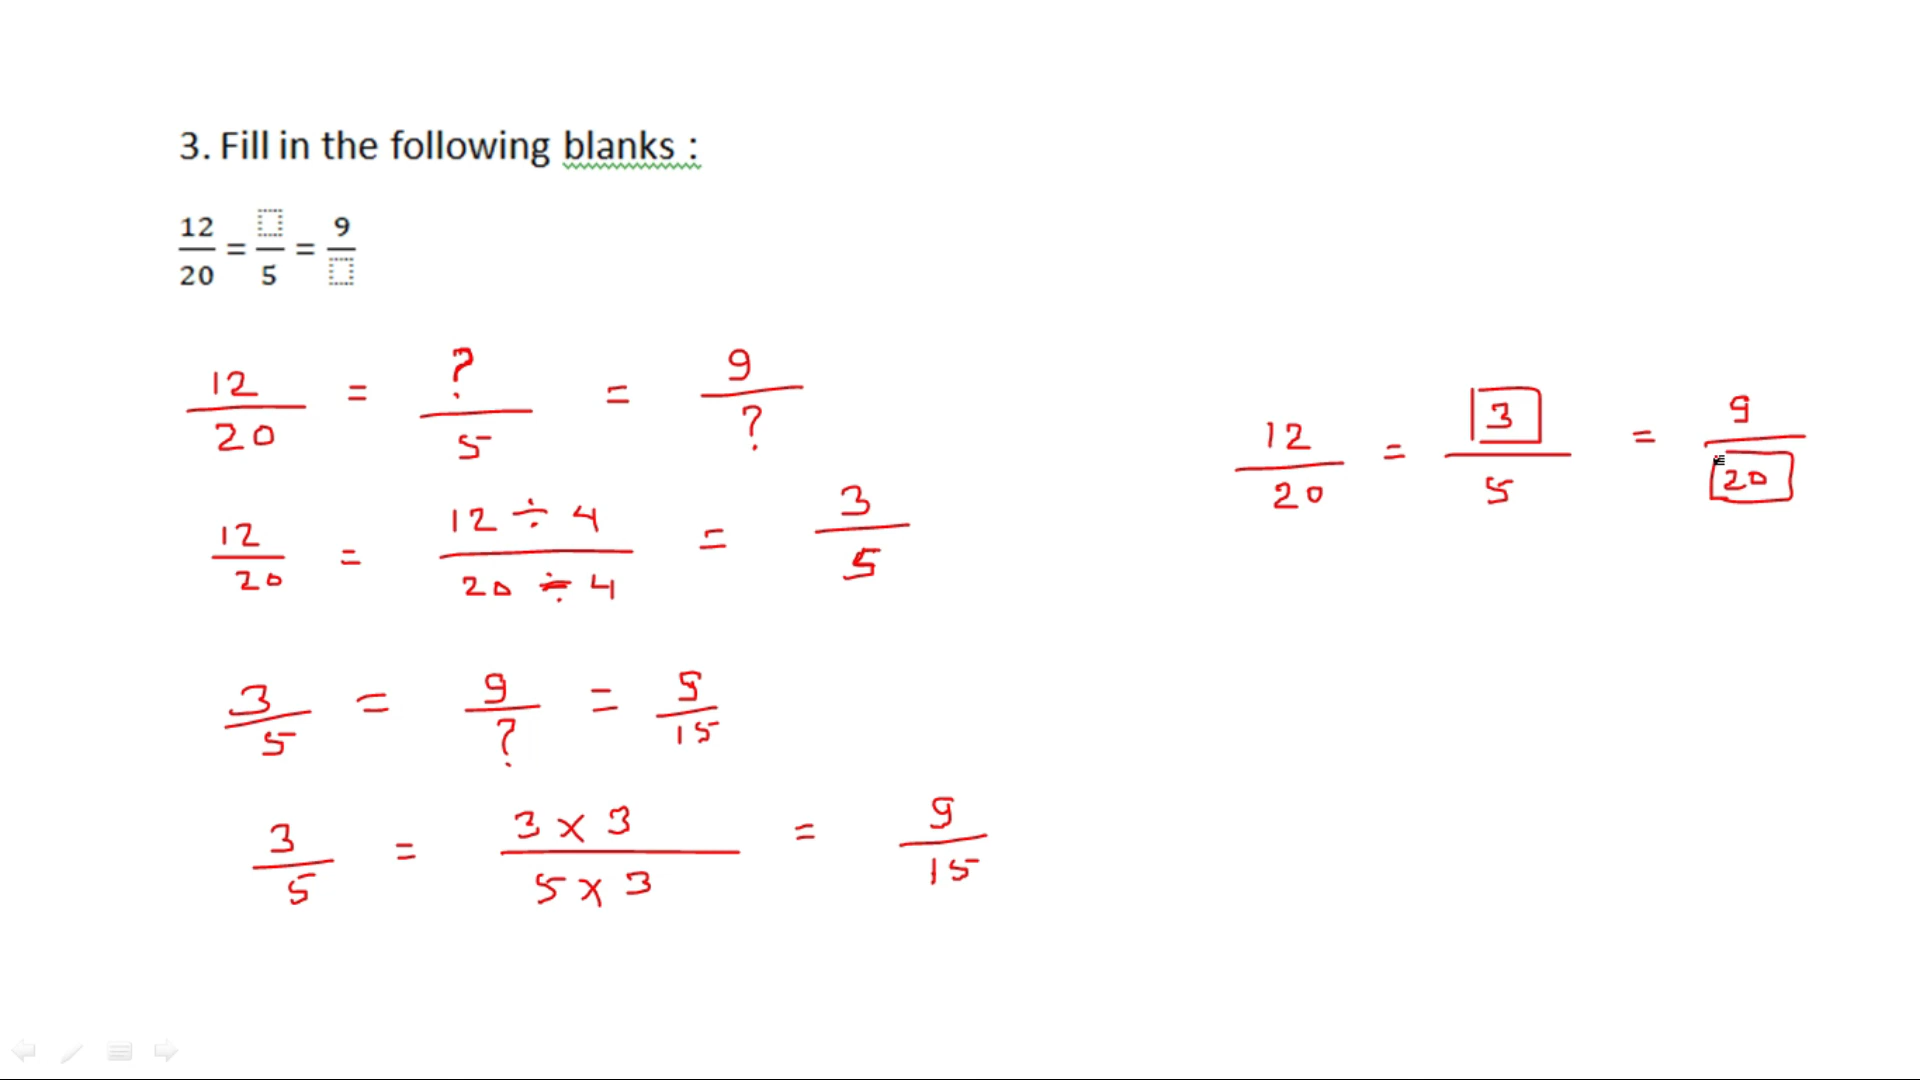 3. Fill in the following blanks :
12/20 = □/5 = 9/□
12/20 = ?/5 = 9/?
12/20 = 12 ÷ 4/20 ÷ 4 = 3/5
3/5 = 9/? = 9/15
3/5 = 3 x 3/5 x 3 = 9/15
12/20 = 3/5 = 9/20